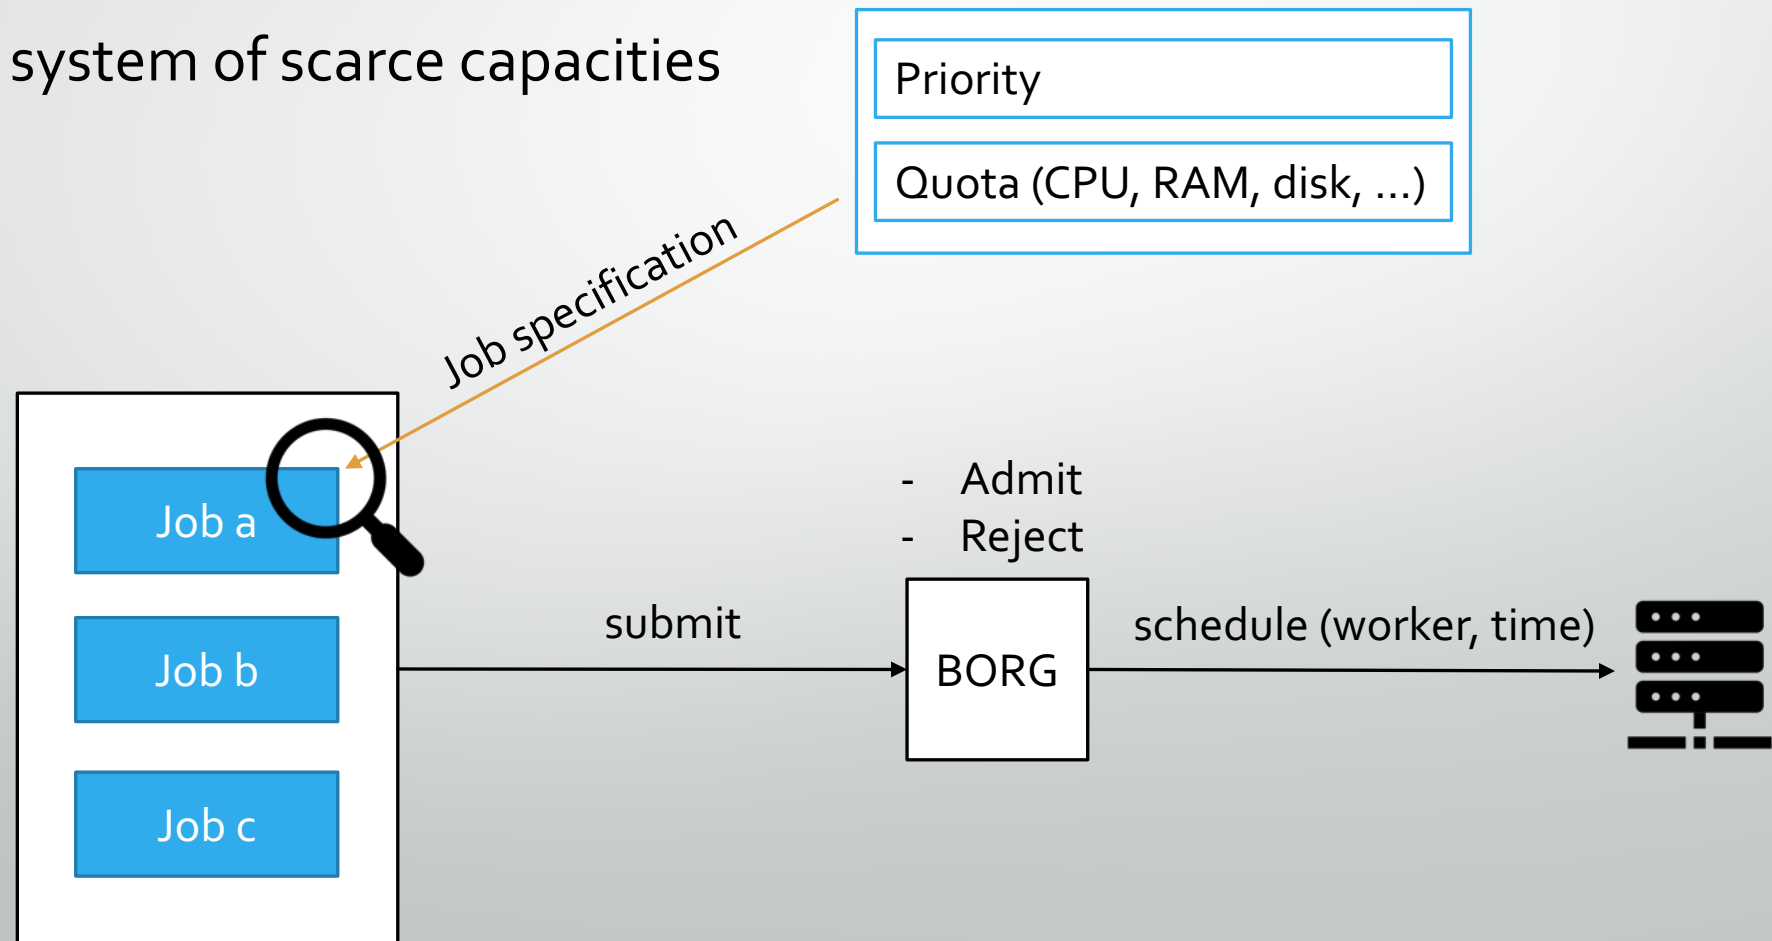 system of scarce capacities
Priority
Quota (CPU, RAM, disk, ...)
Job specification
Job a
Job b
Job c
submit
- Admit
- Reject
BORG
schedule (worker, time)